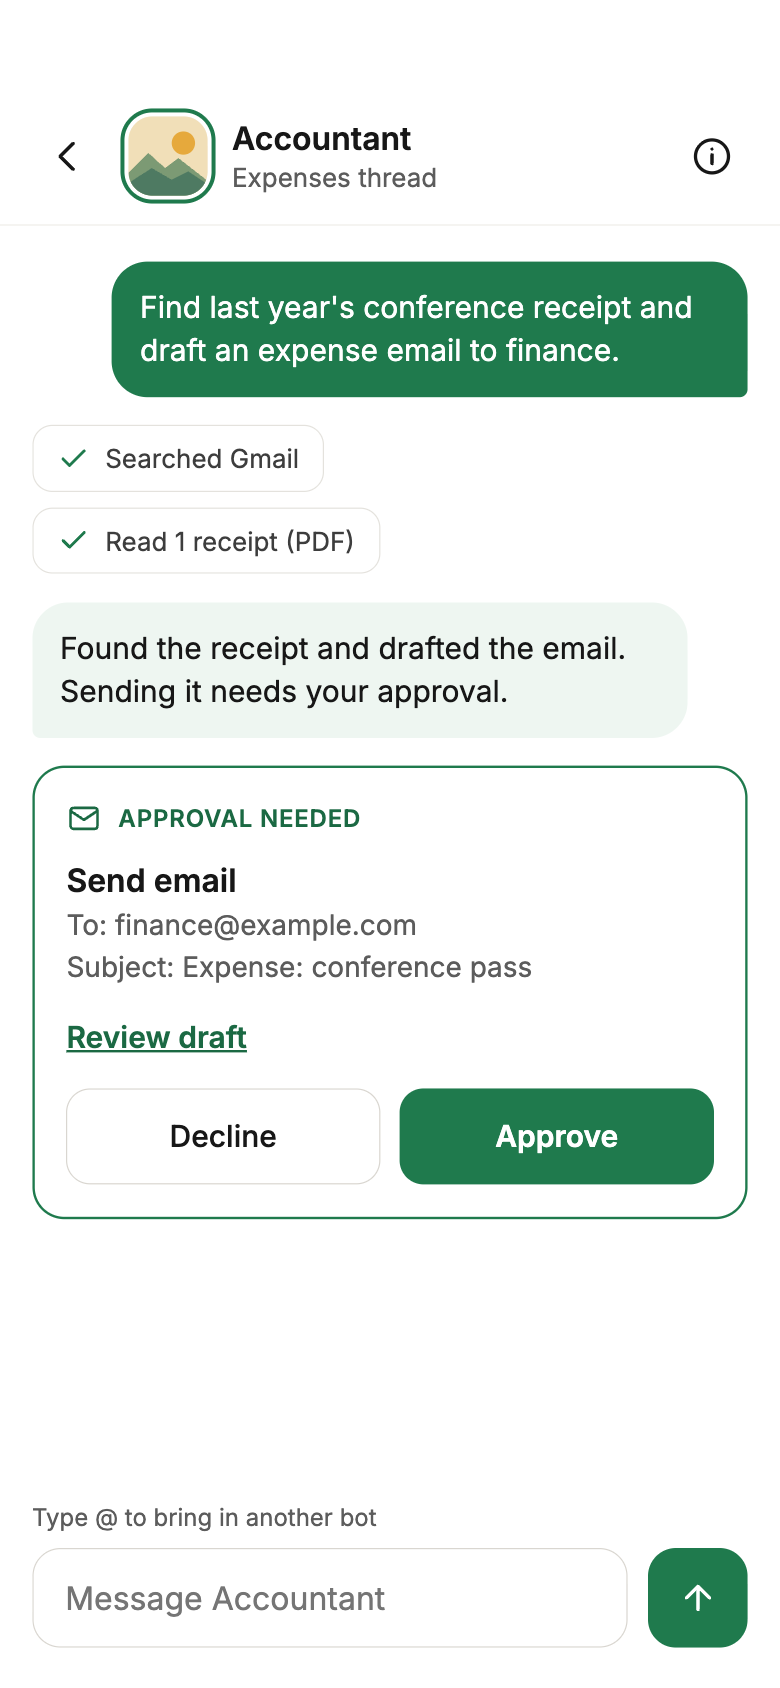 Accountant
Expenses thread
Find last year's conference receipt and
draft an expense email to finance.
Searched Gmail
Read 1 receipt (PDF)
Found the receipt and drafted the email.
Sending it needs your approval.
APPROVAL NEEDED
Send email
To: finance@example.com
Subject: Expense: conference pass
Review draft
Decline
Approve
Type @ to bring in another bot
Message Accountant